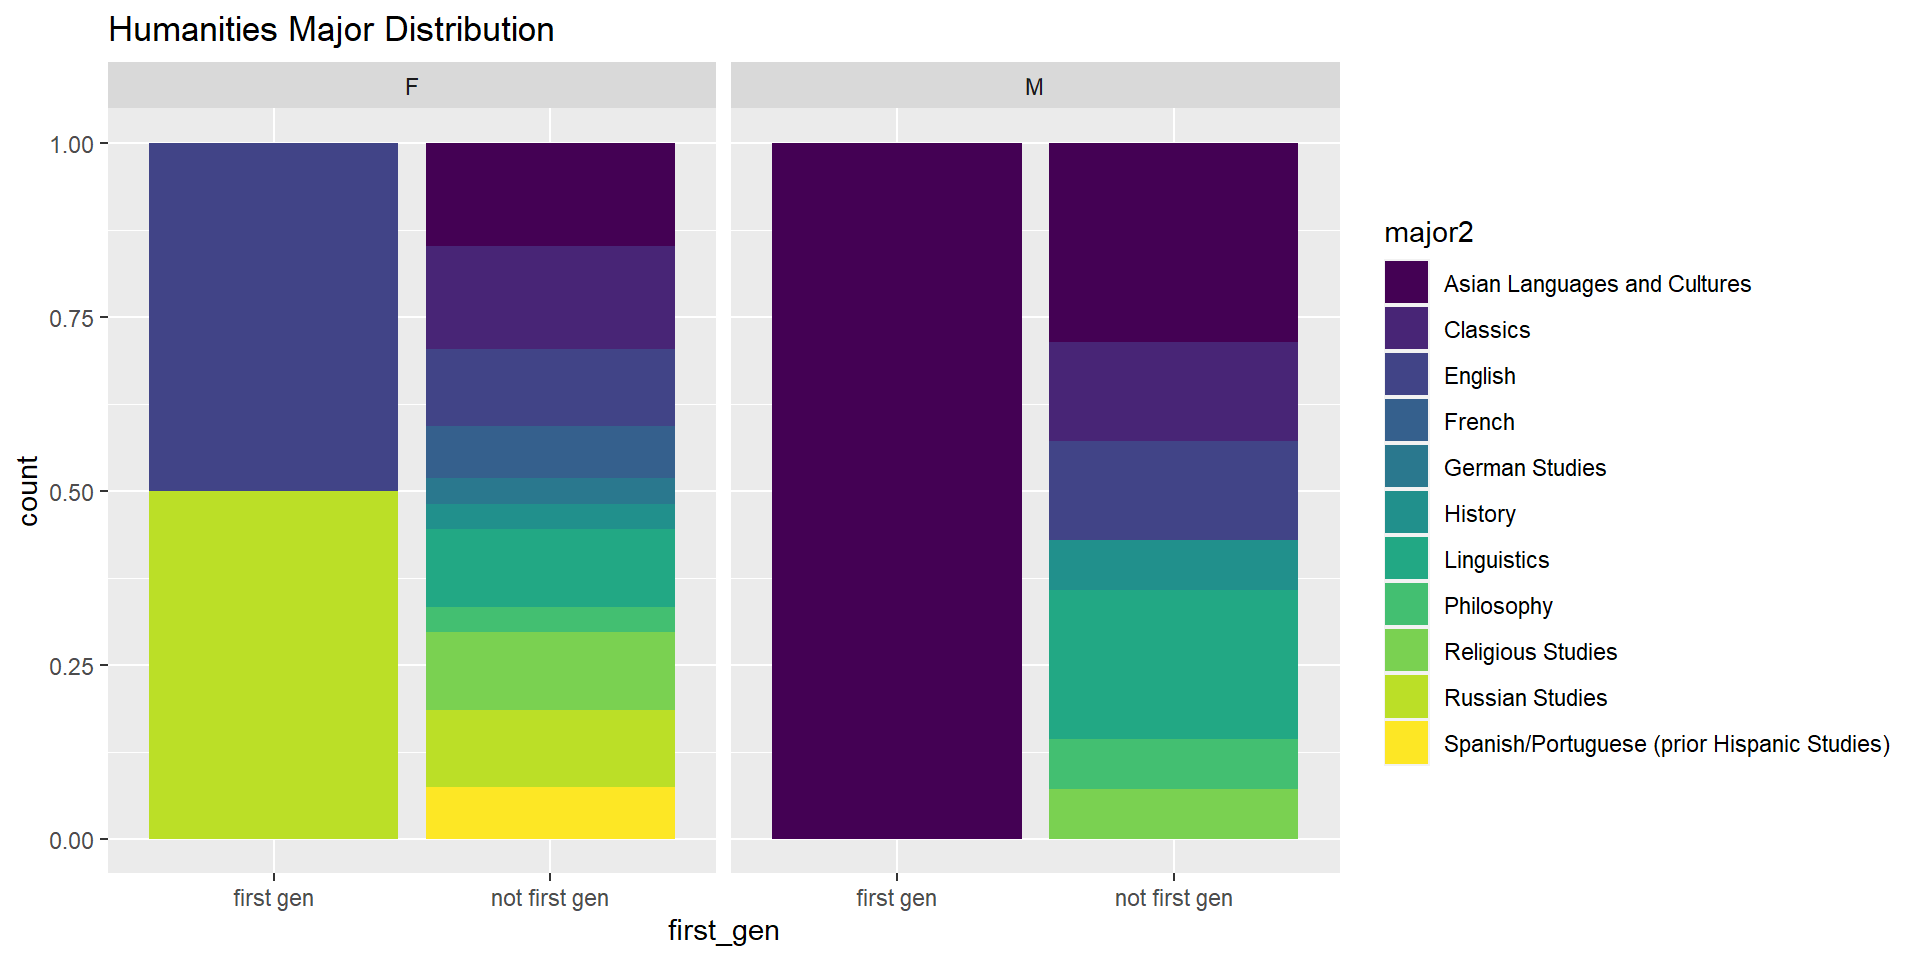 Humanities Major Distribution
F
M
1.00
0.75
0.50
0.25
0.00
count
first gen
not first gen
first gen
not first gen
first_gen
major2
Asian Languages and Cultures
Classics
English
French
German Studies
History
Linguistics
Philosophy
Religious Studies
Russian Studies
Spanish/Portuguese (prior Hispanic Studies)